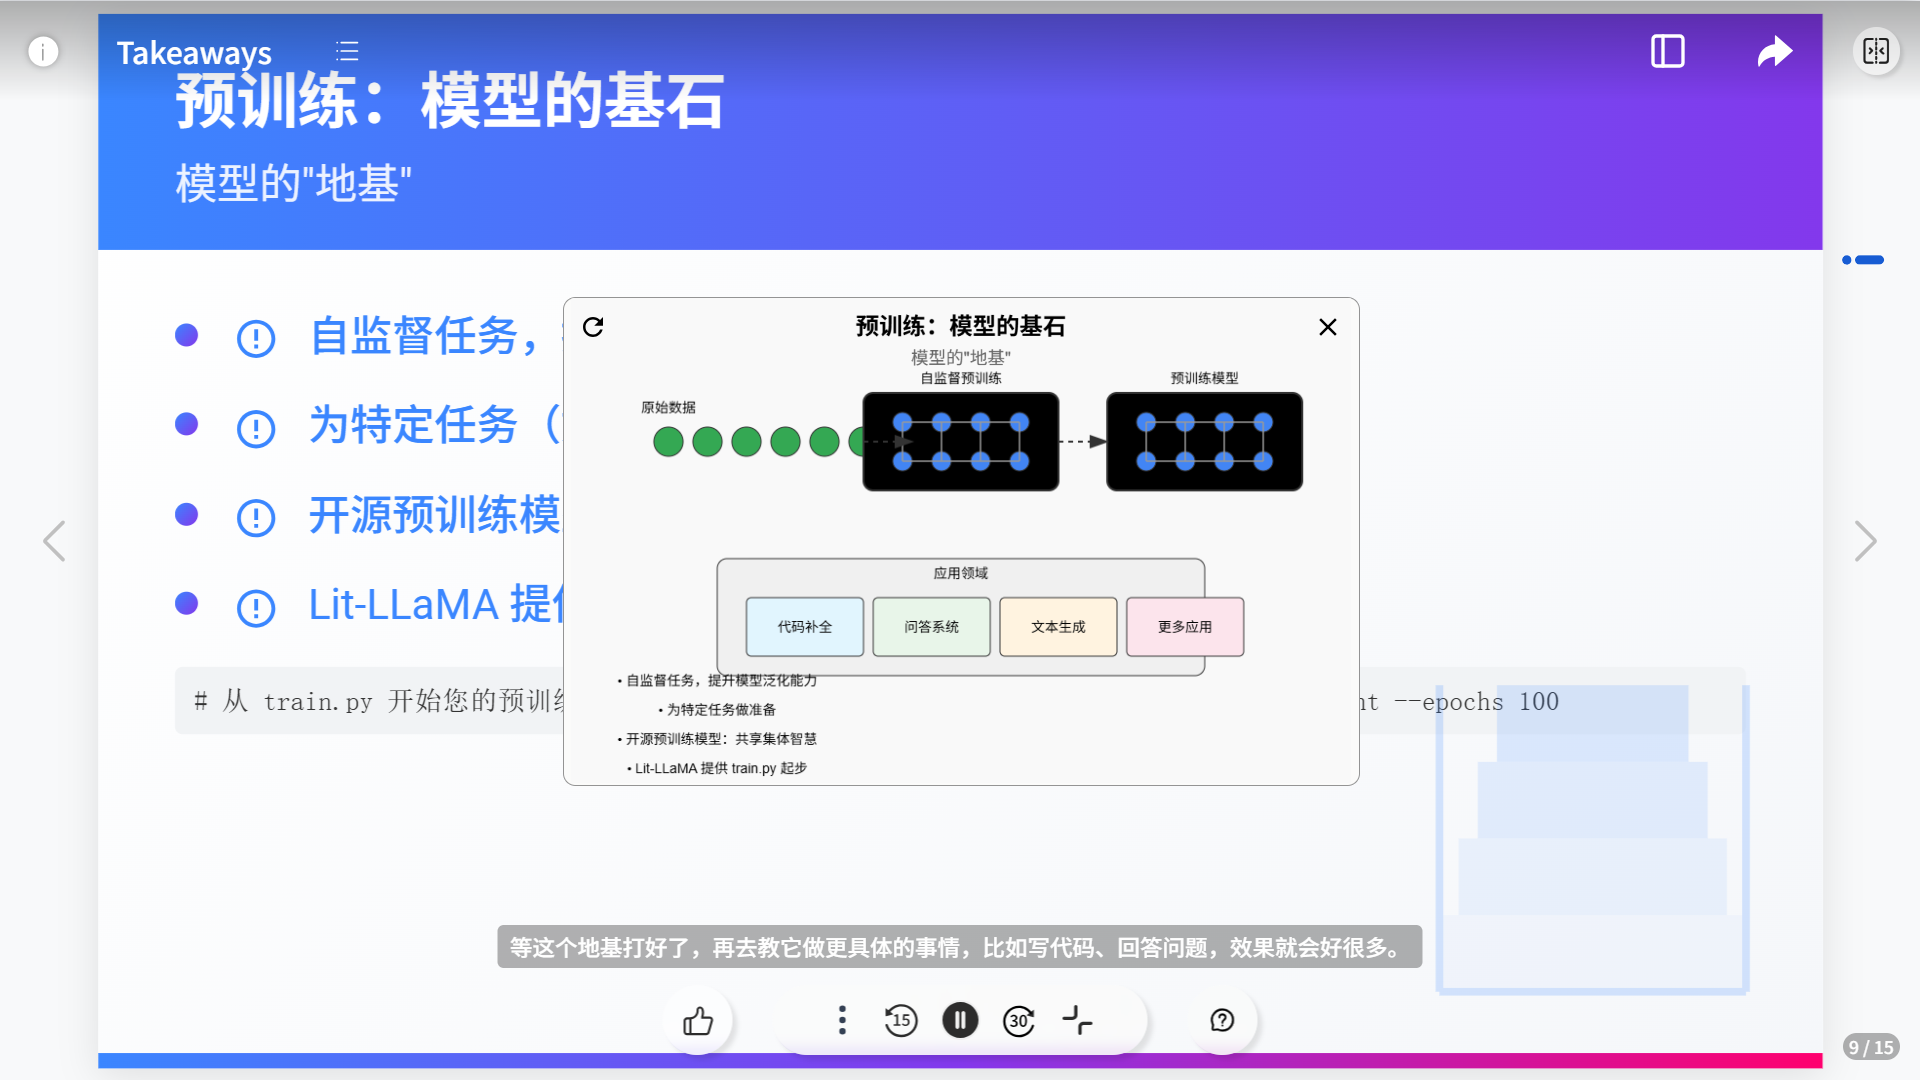 Takeaways
预训练：模型的基石
模型的"地基"
自监督任务，
为特定任务（
开源预训练模
Lit-LLaMA 提供
# 从 train.py 开始您的预训练
--epochs 100
预训练：模型的基石
模型的"地基"
原始数据
自监督预训练
预训练模型
应用领域
代码补全
问答系统
文本生成
更多应用
• 自监督任务，提升模型泛化能力
• 为特定任务做准备
• 开源预训练模型：共享集体智慧
• Lit-LLaMA 提供 train.py 起步
等这个地基打好了，再去教它做更具体的事情，比如写代码、回答问题，效果就会好很多。
15
30
9 / 15